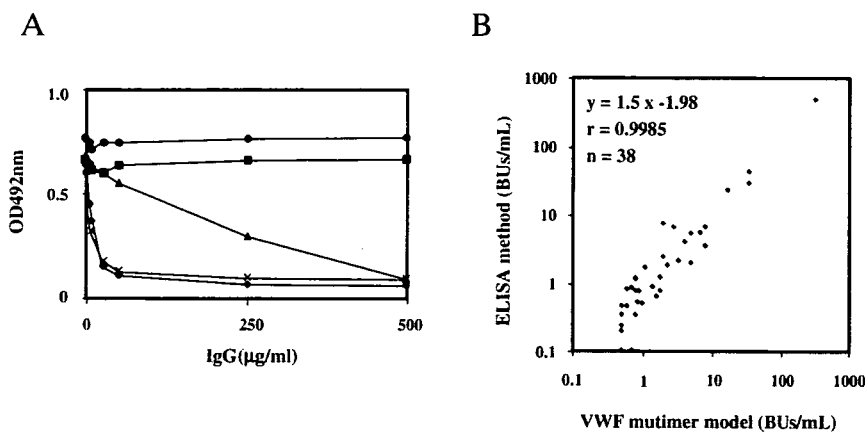 A
1.0
0.5
0
OD492nm
0
250
500
IgG(μg/ml)
B
1000
100
10
1
0.1
ELISA method (BUs/mL)
y = 1.5 x -1.98
r = 0.9985
n = 38
0.1
1
10
100
1000
VWF mutimer model (BUs/mL)